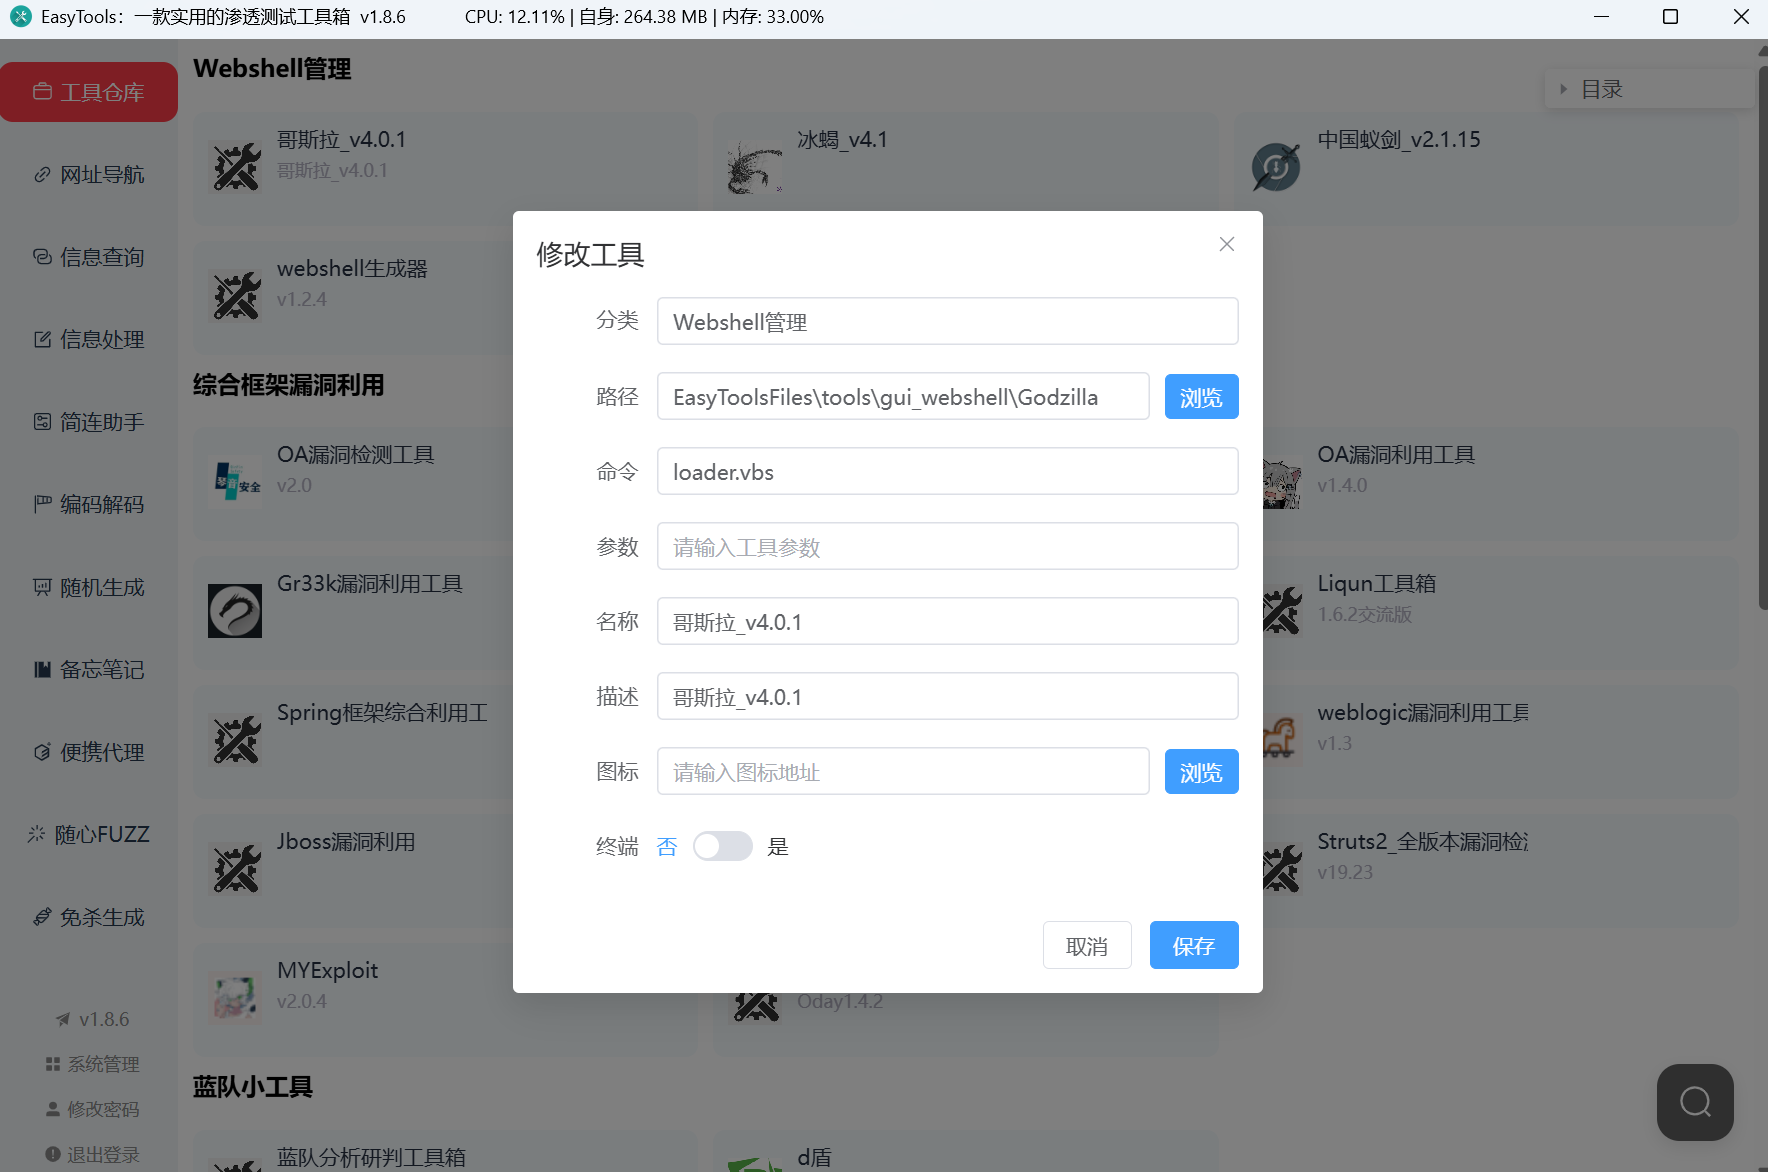 EasyTools：一款实用的渗透测试工具箱 v1.8.6
CPU: 12.11% | 自身: 264.38 MB | 内存: 33.00%
工具仓库
网址导航
信息查询
信息处理
简连助手
编码解码
随机生成
备忘笔记
便携代理
随心FUZZ
免杀生成
v1.8.6
系统管理
修改密码
退出登录
目录
Webshell管理
哥斯拉_v4.0.1
哥斯拉_v4.0.1
冰蝎_v4.1
中国蚁剑_v2.1.15
webshell生成器
v1.2.4
综合框架漏洞利用
OA漏洞检测工具
v2.0
琴音安全
OA漏洞利用工具
v1.4.0
Gr33k漏洞利用工具
Liqun工具箱
1.6.2交流版
Spring框架综合利用工
weblogic漏洞利用工具
v1.3
Jboss漏洞利用
Struts2_全版本漏洞检测
v19.23
MYExploit
v2.0.4
Oday1.4.2
蓝队小工具
蓝队分析研判工具箱
d盾
修改工具
分类 Webshell管理
路径 EasyToolsFiles\tools\gui_webshell\Godzilla 浏览
命令 loader.vbs
参数 请输入工具参数
名称 哥斯拉_v4.0.1
描述 哥斯拉_v4.0.1
图标 请输入图标地址 浏览
终端 否 是
取消 保存